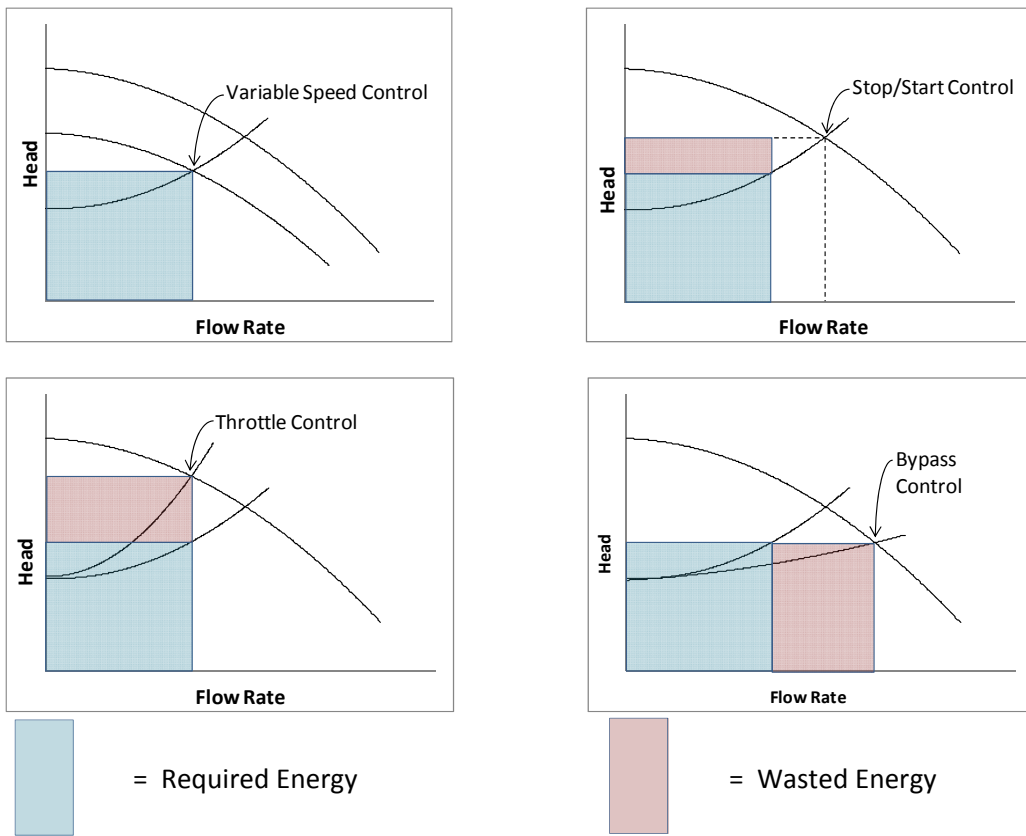 Variable Speed Control
Head
Flow Rate
Stop/Start Control
Head
Flow Rate
Throttle Control
Head
Flow Rate
Bypass
Control
Head
Flow Rate
= Required Energy
= Wasted Energy